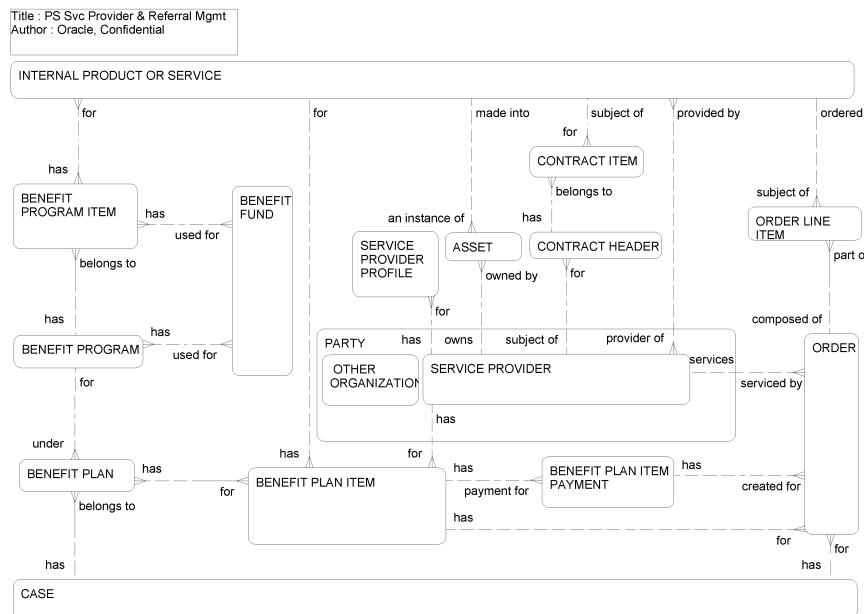 Title : PS Svc Provider & Referral Mgmt
Author : Oracle, Confidential
INTERNAL PRODUCT OR SERVICE
for
for
made into
subject of
provided by
ordered
for
CONTRACT ITEM
has
belongs to
BENEFIT
PROGRAM ITEM
BENEFIT
FUND
has
used for
an instance of
has
subject of
SERVICE
PROVIDER
PROFILE
ASSET
CONTRACT HEADER
ORDER LINE
ITEM
belongs to
owned by
for
part o
for
has
composed of
BENEFIT PROGRAM
has
used for
PARTY
has
owns
subject of
provider of
ORDER
OTHER
ORGANIZATION
SERVICE PROVIDER
services
serviced by
for
has
under
has
for
BENEFIT PLAN
has
for
BENEFIT PLAN ITEM
has
payment for
BENEFIT PLAN ITEM
PAYMENT
has
created for
belongs to
has
for
for
has
has
CASE